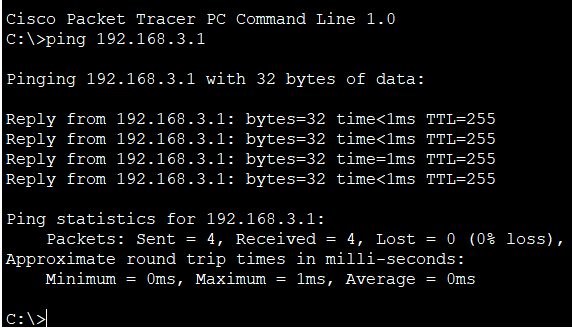 Cisco Packet Tracer PC Command Line 1.0
C:\>ping 192.168.3.1
Pinging 192.168.3.1 with 32 bytes of data:
Reply from 192.168.3.1: bytes=32 time<1ms TTL=255
Reply from 192.168.3.1: bytes=32 time<1ms TTL=255
Reply from 192.168.3.1: bytes=32 time=1ms TTL=255
Reply from 192.168.3.1: bytes=32 time<1ms TTL=255
Ping statistics for 192.168.3.1:
    Packets: Sent = 4, Received = 4, Lost = 0 (0% loss),
Approximate round trip times in milli-seconds:
    Minimum = 0ms, Maximum = 1ms, Average = 0ms
C:\>